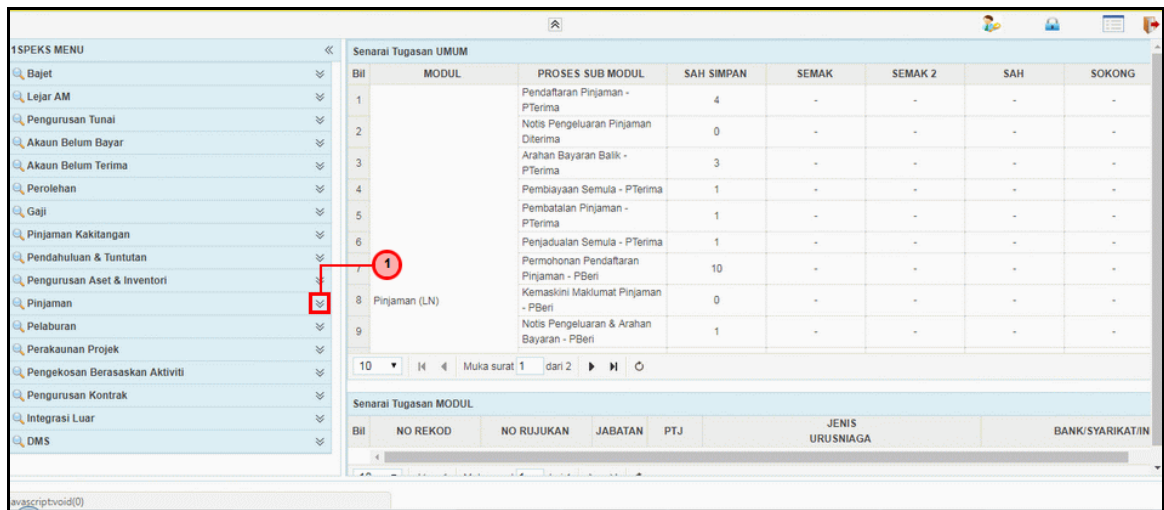 1SPEKS MENU
Bajet
Lejar AM
Pengurusan Tunai
Akaun Belum Bayar
Akaun Belum Terima
Perolehan
Gaji
Pinjaman Kakitangan
Pendahuluan & Tuntutan
Pengurusan Aset & Inventori
Pinjaman
Pelaburan
Perakaunan Projek
Pengekosan Berasaskan Aktiviti
Pengurusan Kontrak
Integrasi Luar
DMS
1
Senarai Tugasan UMUM
Bil MODUL PROSES SUB MODUL SAH SIMPAN SEMAK SEMAK 2 SAH SOKONG
1 Pendaftaran Pinjaman - PTerima 4 - - - -
2 Notis Pengeluaran Pinjaman Diterima 0 - - - -
3 Arahan Bayaran Balik - PTerima 3 - - - -
4 Pembiayaan Semula - PTerima 1 - - - -
5 Pembatalan Pinjaman - PTerima 1 - - - -
6 Penjadualan Semula - PTerima 1 - - - -
7 Permohonan Pendaftaran Pinjaman - PBeri 10 - - - -
8 Pinjaman (LN) Kemaskini Maklumat Pinjaman - PBeri 0 - - - -
9 Notis Pengeluaran & Arahan Bayaran - PBeri 1 - - - -
10 Muka surat 1 dari 2
Senarai Tugasan MODUL
Bil NO REKOD NO RUJUKAN JABATAN PTJ JENIS URUSNIAGA BANK/SYARIKAT/IN
avascript:void(0)